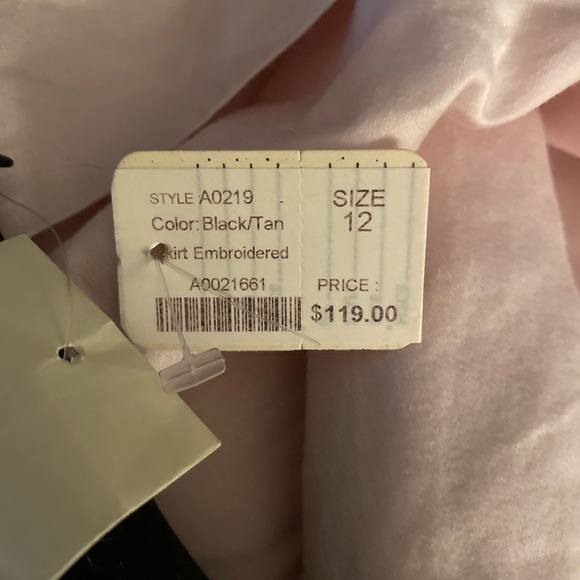 STYLE A0219
Color: Black/Tan
kirt Embroidered
A0021661
SIZE
12
PRICE :
$119.00